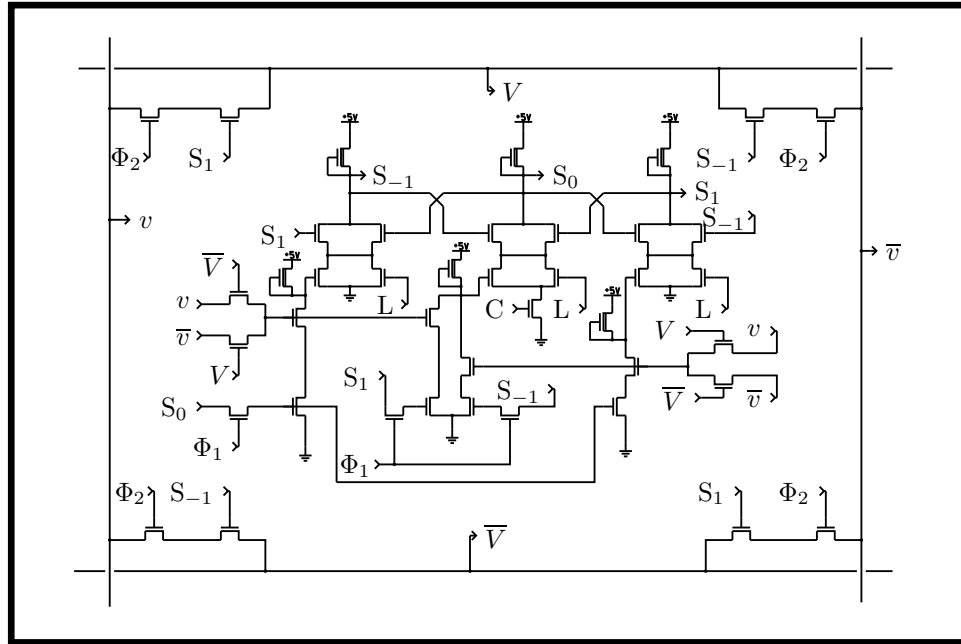 V
+5V +5V +5V
Φ₂ S₁ S₋₁ Φ₂
S₋₁ S₀ S₁
v S₁ S₋₁
v̅
V̅ +5V +5V
v L C L +5V L
v̅ V v
V S₁ S₋₁ V̅ v̅
S₀
Φ₁ Φ₁
Φ₂ S₋₁ S₁ Φ₂
V̅